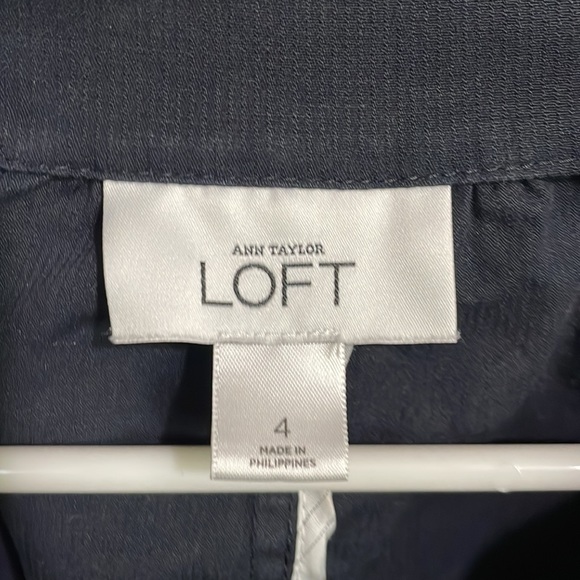 ANN TAYLOR
LOFT
4
MADE IN
PHILIPPINES